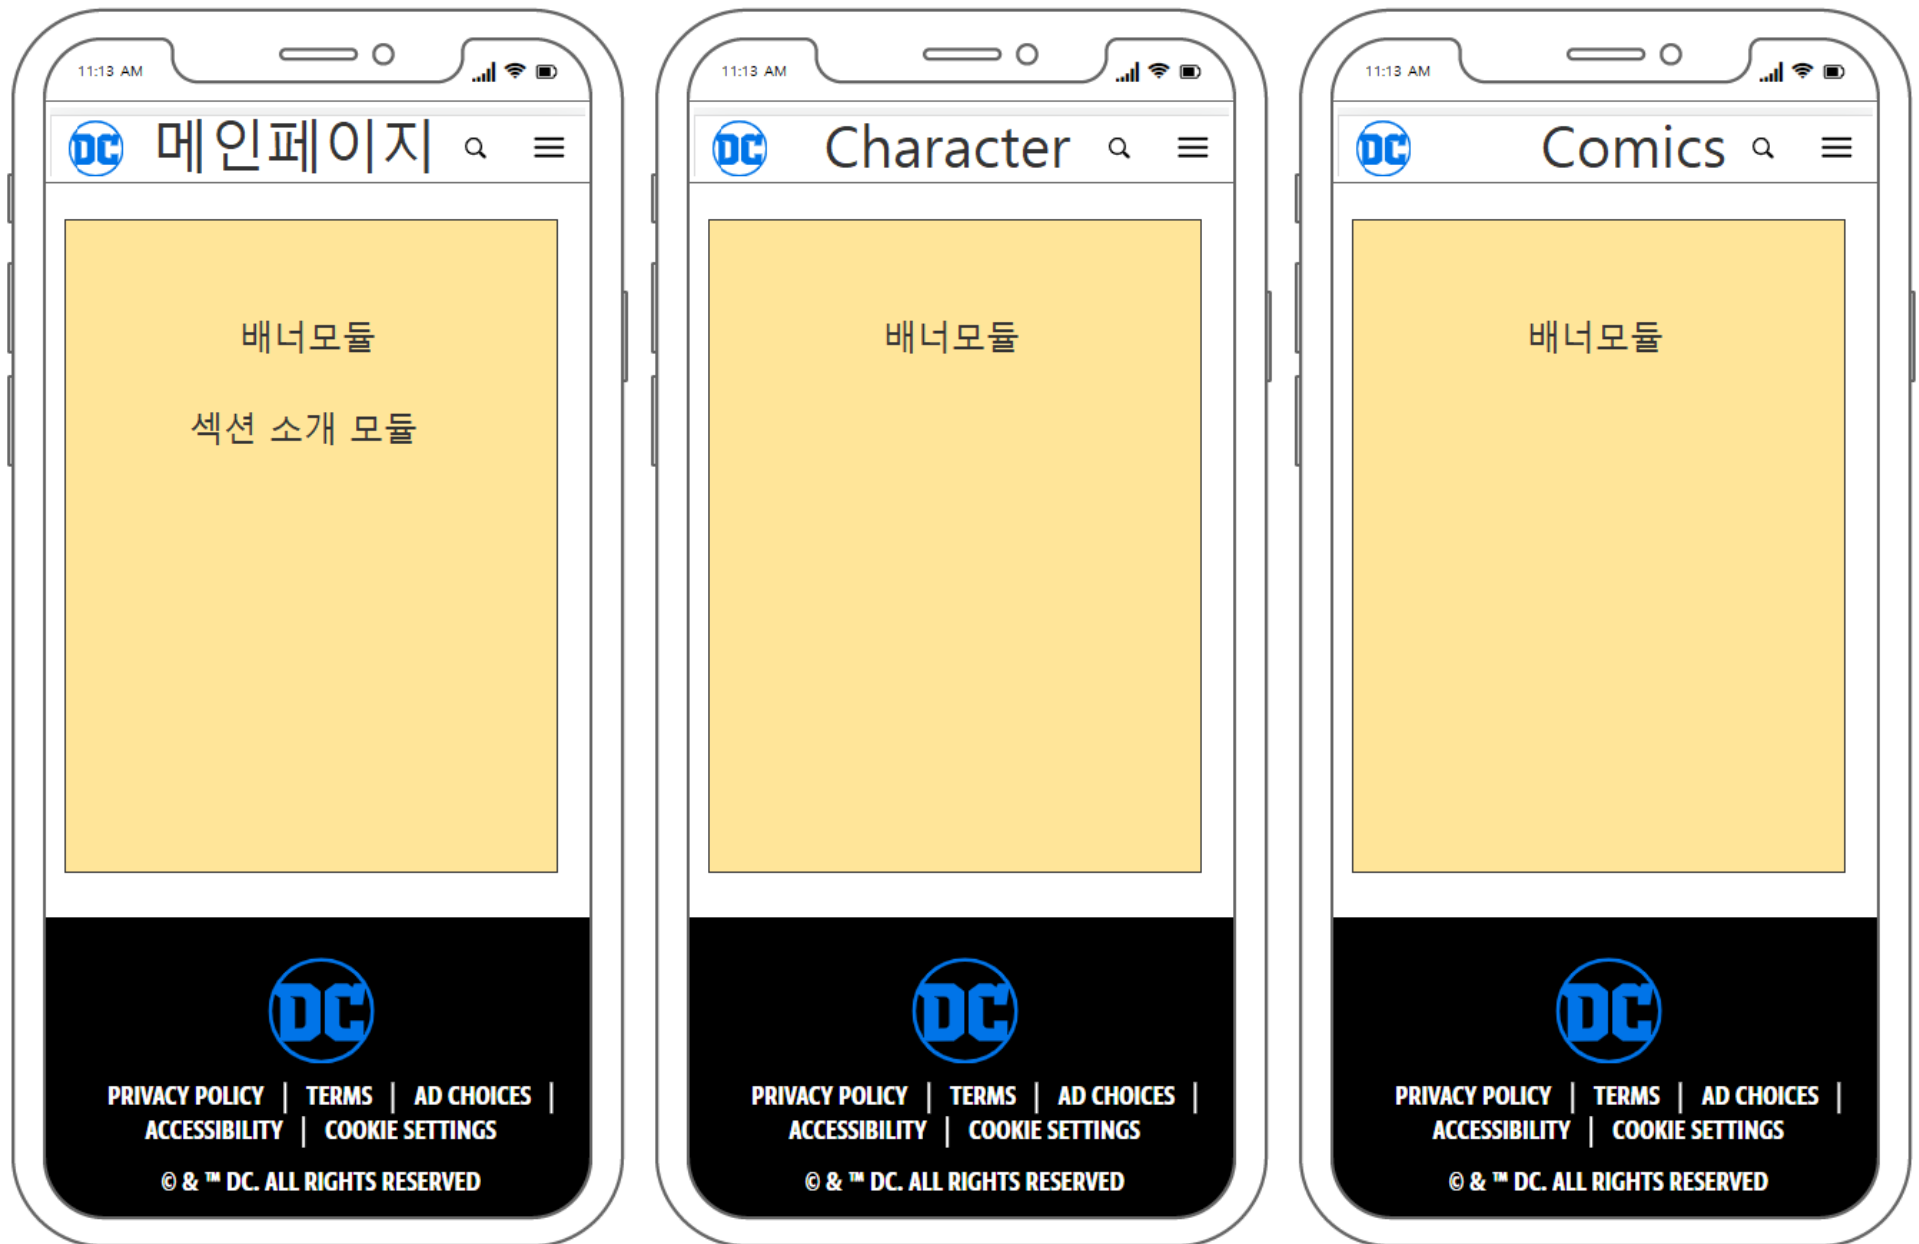 11:13 AM
DC 메인페이지
배너모듈
섹션 소개 모듈
DC
PRIVACY POLICY | TERMS | AD CHOICES |
ACCESSIBILITY | COOKIE SETTINGS
© & ™ DC. ALL RIGHTS RESERVED
11:13 AM
DC Character
배너모듈
DC
PRIVACY POLICY | TERMS | AD CHOICES |
ACCESSIBILITY | COOKIE SETTINGS
© & ™ DC. ALL RIGHTS RESERVED
11:13 AM
DC Comics
배너모듈
DC
PRIVACY POLICY | TERMS | AD CHOICES |
ACCESSIBILITY | COOKIE SETTINGS
© & ™ DC. ALL RIGHTS RESERVED